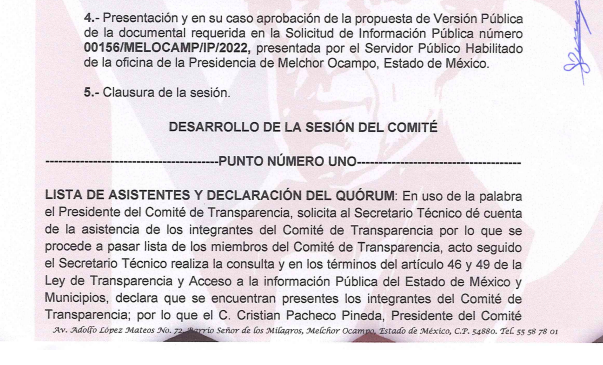 4.- Presentación y en su caso aprobación de la propuesta de Versión Pública
de la documental requerida en la Solicitud de Información Pública número
00156/MELOCAMP/IP/2022, presentada por el Servidor Público Habilitado
de la oficina de la Presidencia de Melchor Ocampo, Estado de México.
5.- Clausura de la sesión.
DESARROLLO DE LA SESIÓN DEL COMITÉ
----------------------------------------PUNTO NÚMERO UNO--------------------------------------
LISTA DE ASISTENTES Y DECLARACIÓN DEL QUÓRUM: En uso de la palabra
el Presidente del Comité de Transparencia, solicita al Secretario Técnico dé cuenta
de la asistencia de los integrantes del Comité de Transparencia por lo que se
procede a pasar lista de los miembros del Comité de Transparencia, acto seguido
el Secretario Técnico realiza la consulta y en los términos del artículo 46 y 49 de la
Ley de Transparencia y Acceso a la información Pública del Estado de México y
Municipios, declara que se encuentran presentes los integrantes del Comité de
Transparencia; por lo que el C. Cristian Pacheco Pineda, Presidente del Comité
Av. Adolfo López Mateos No. 72, Barrio Señor de los Milagros, Melchor Ocampo, Estado de México, C.P. 54880. Tel. 55 58 78 01